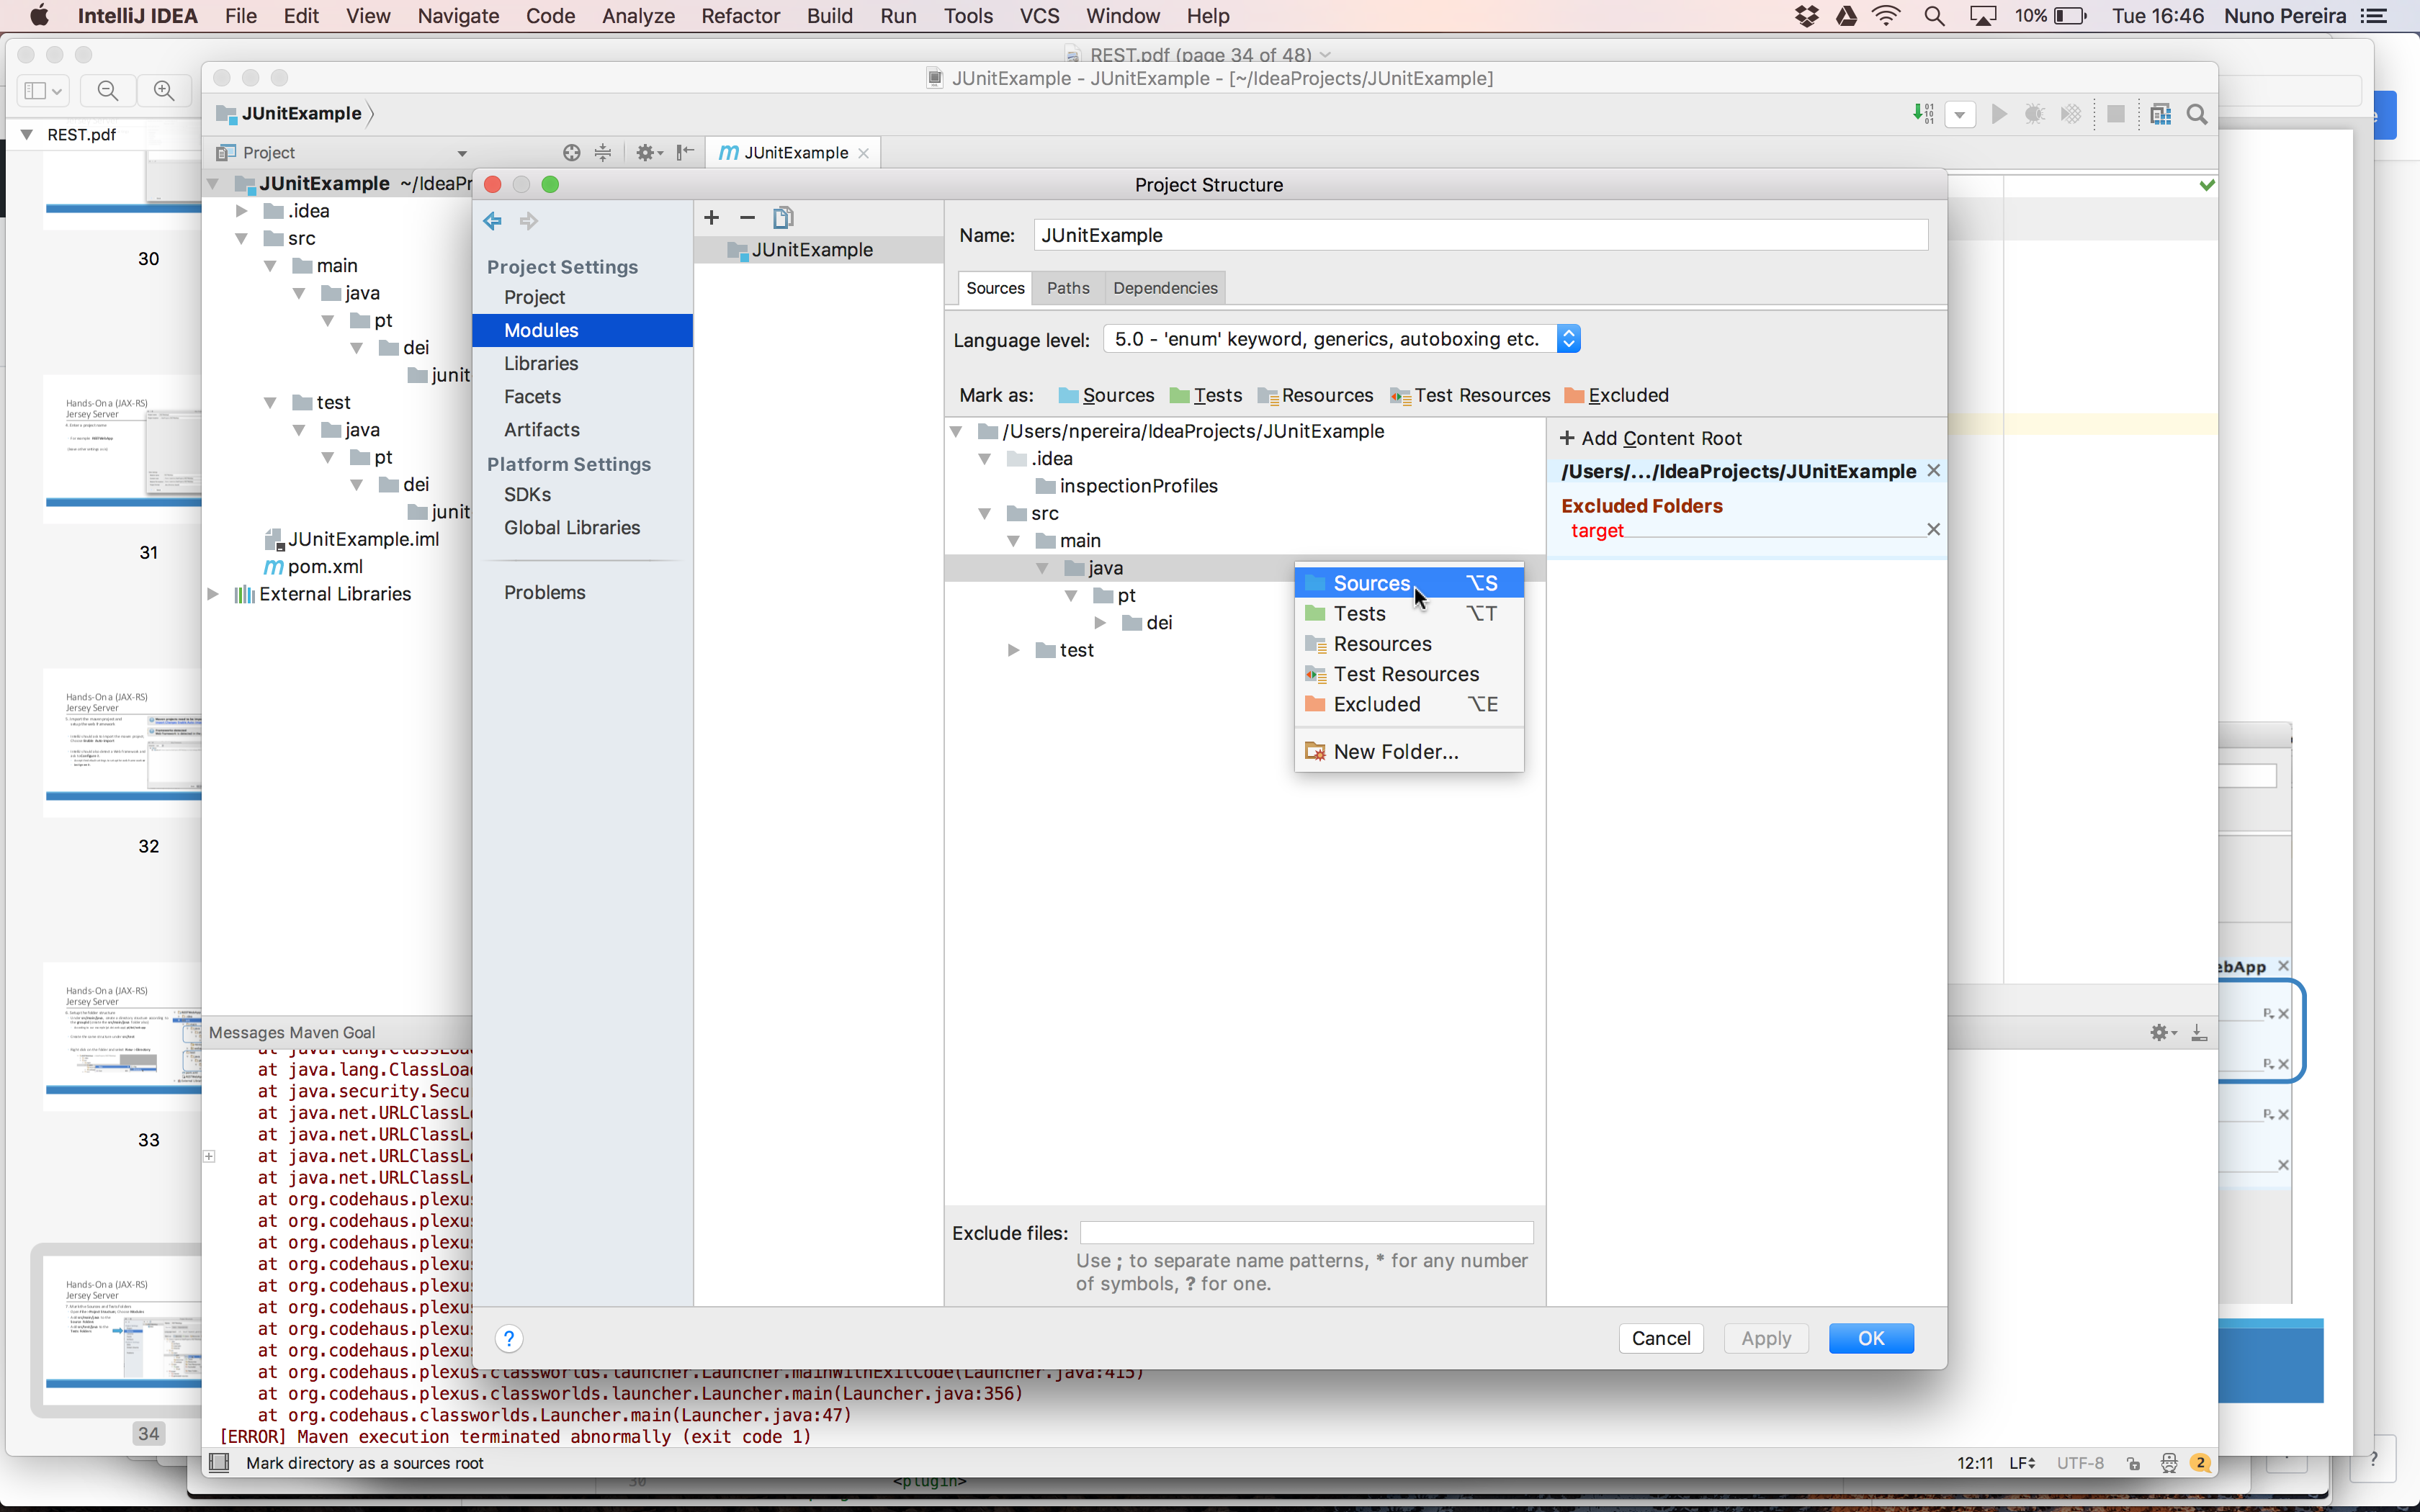 IntelliJ IDEA File Edit View Navigate Code Analyze Refactor Build Run Tools VCS Window Help 10% Tue 16:46 Nuno Pereira
REST.pdf (page 34 of 48)
JUnitExample - JUnitExample - [~/IdeaProjects/JUnitExample]
JUnitExample
REST.pdf
Project
m JUnitExample
JUnitExample ~/IdeaPr
.idea
src
main
java
pt
dei
junit
test
java
pt
dei
junit
JUnitExample.iml
m pom.xml
External Libraries
30
Hands-On a (JAX-RS)
Jersey Server
31
Hands-On a (JAX-RS)
Jersey Server
32
Hands-On a (JAX-RS)
Jersey Server
33
Hands-On a (JAX-RS)
Jersey Server
34
Project Structure
Project Settings
Project
Modules
Libraries
Facets
Artifacts
Platform Settings
SDKs
Global Libraries
Problems
JUnitExample
Name: JUnitExample
Sources Paths Dependencies
Language level: 5.0 - 'enum' keyword, generics, autoboxing etc.
Mark as: Sources Tests Resources Test Resources Excluded
/Users/npereira/IdeaProjects/JUnitExample
.idea
inspectionProfiles
src
main
java
pt
dei
test
Sources ⌥S
Tests ⌥T
Resources
Test Resources
Excluded ⌥E
New Folder...
+ Add Content Root
/Users/.../IdeaProjects/JUnitExample
Excluded Folders
target
Exclude files:
Use ; to separate name patterns, * for any number
of symbols, ? for one.
? Cancel Apply OK
ebApp
Messages Maven Goal
at java.lang.ClassLoa
at java.lang.ClassLoa
at java.security.Secu
at java.net.URLClassL
at java.net.URLClassL
at java.net.URLClassL
at java.net.URLClassL
at org.codehaus.plexu
at org.codehaus.plexu
at org.codehaus.plexu
at org.codehaus.plexu
at org.codehaus.plexu
at org.codehaus.plexu
at org.codehaus.plexu
at org.codehaus.plexu
at org.codehaus.plexus.classworlds.launcher.Launcher.mainWithExitCode(Launcher.java:415)
at org.codehaus.plexus.classworlds.launcher.Launcher.main(Launcher.java:356)
at org.codehaus.classworlds.Launcher.main(Launcher.java:47)
[ERROR] Maven execution terminated abnormally (exit code 1)
Mark directory as a sources root
12:11 LF UTF-8 2
30 <plugin>
?